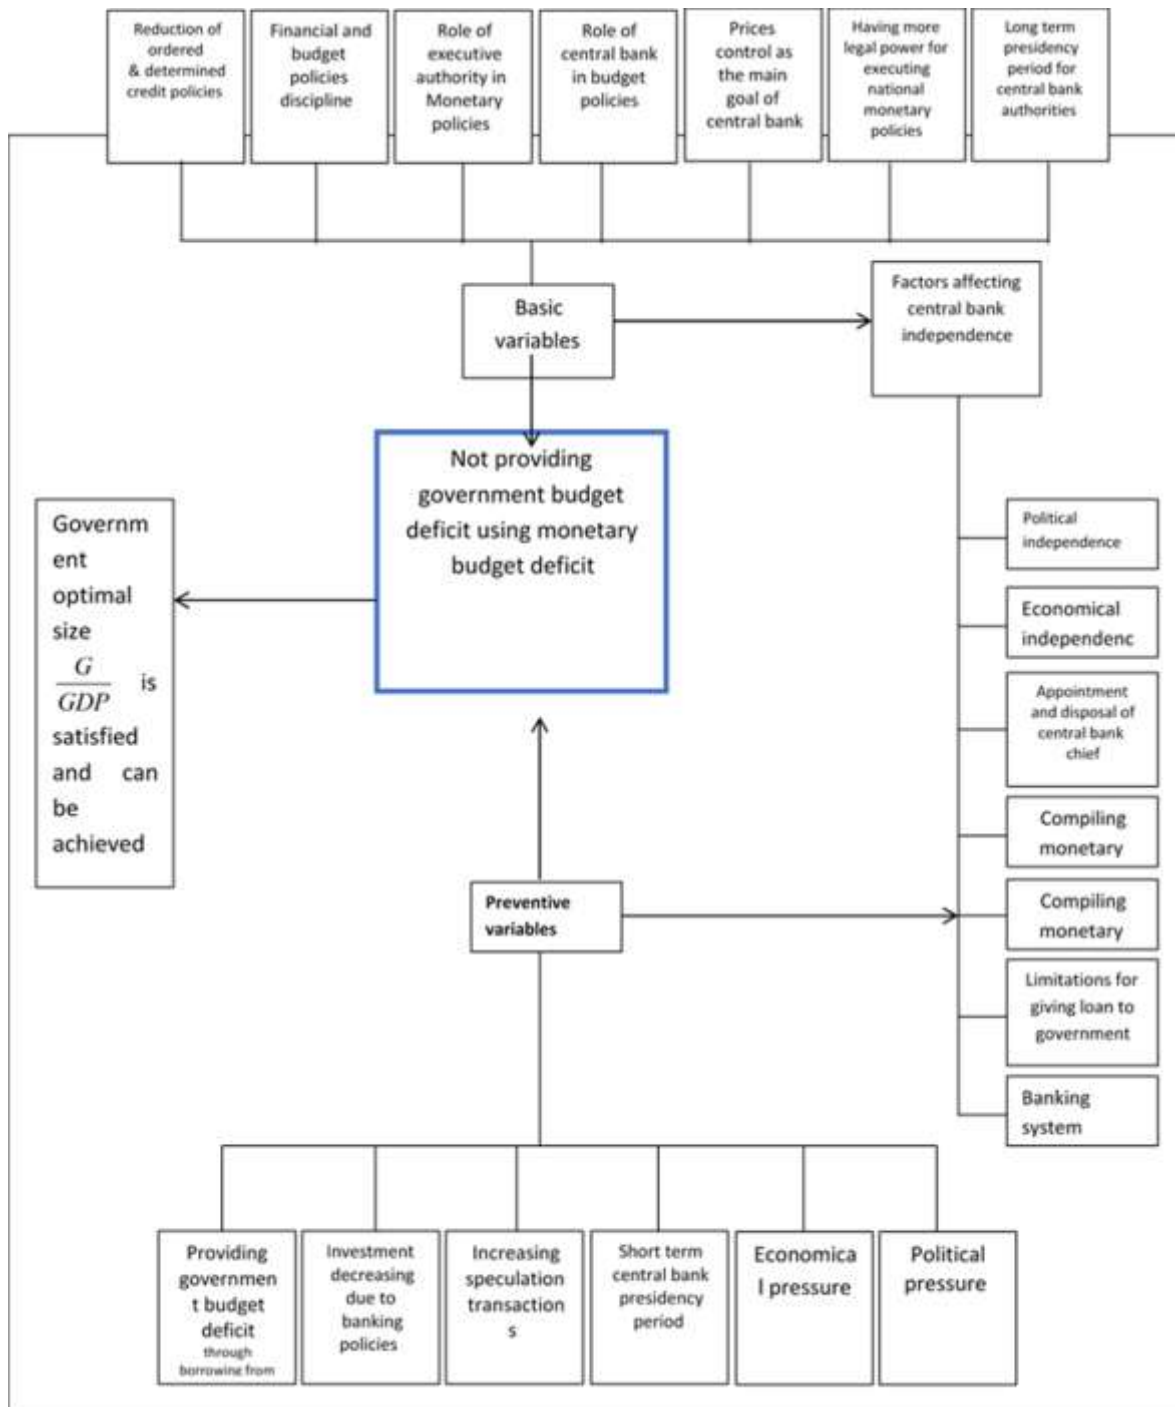 Reduction of
ordered
& determined
credit policies
Financial and
budget
policies
discipline
Role of
executive
authority in
Monetary
policies
Role of
central bank
in budget
policies
Prices
control as
the main
goal of
central bank
Having more
legal power for
executing
national
monetary
policies
Long term
presidency
period for
central bank
authorities
Basic
variables
Factors affecting
central bank
independence
Not providing
government budget
deficit using monetary
budget deficit
Governm
ent
optimal
size
G
GDP is
satisfied
and can
be
achieved
Political
independence
Economical
independenc
Appointment
and disposal of
central bank
chief
Compiling
monetary
Compiling
monetary
Limitations for
giving loan to
government
Banking
system
Preventive
variables
Providing
governmen
t budget
deficit
through
borrowing from
Investment
decreasing
due to
banking
policies
Increasing
speculation
transaction
s
Short term
central bank
presidency
period
Economica
l pressure
Political
pressure